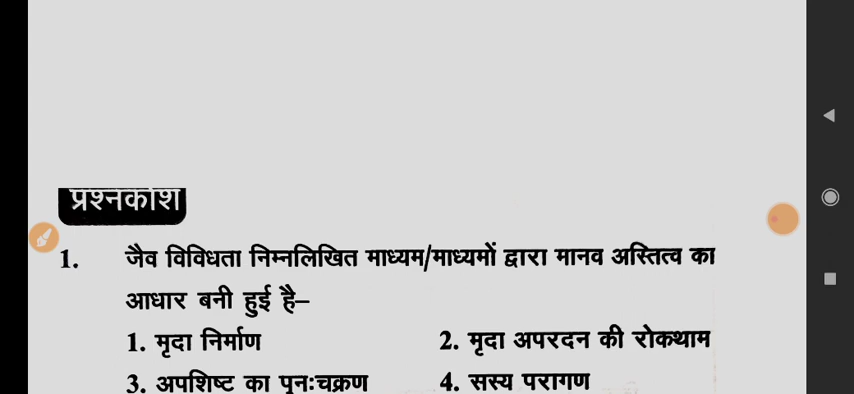 प्रश्नकोश
1. जैव विविधता निम्नलिखित माध्यम/माध्यमों द्वारा मानव अस्तित्व का
आधार बनी हुई है–
1. मृदा निर्माण 2. मृदा अपरदन की रोकथाम
3. अपशिष्ट का पुनःचक्रण 4. सस्य परागण